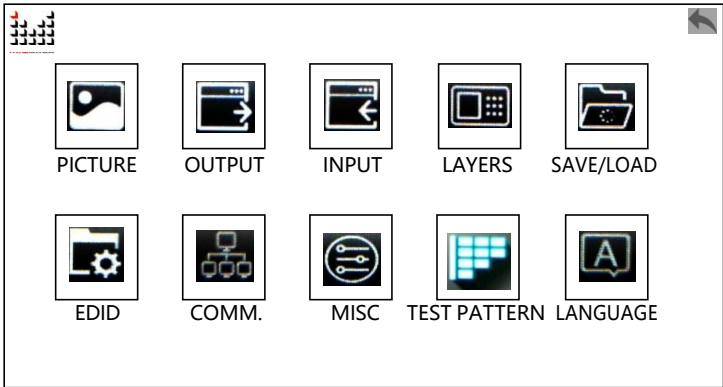 PICTURE OUTPUT INPUT LAYERS SAVE/LOAD
A
EDID COMM. MISC TEST PATTERN LANGUAGE